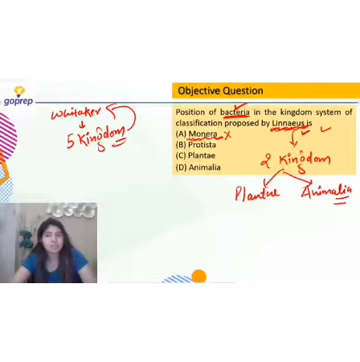 goprep
Whitaker
5 Kingdom
Objective Question
Position of bacteria in the kingdom system of
classification proposed by Linnaeus is
(A) Monera
(B) Protista
(C) Plantae
(D) Animalia
2 Kingdom
Plantae Animalia